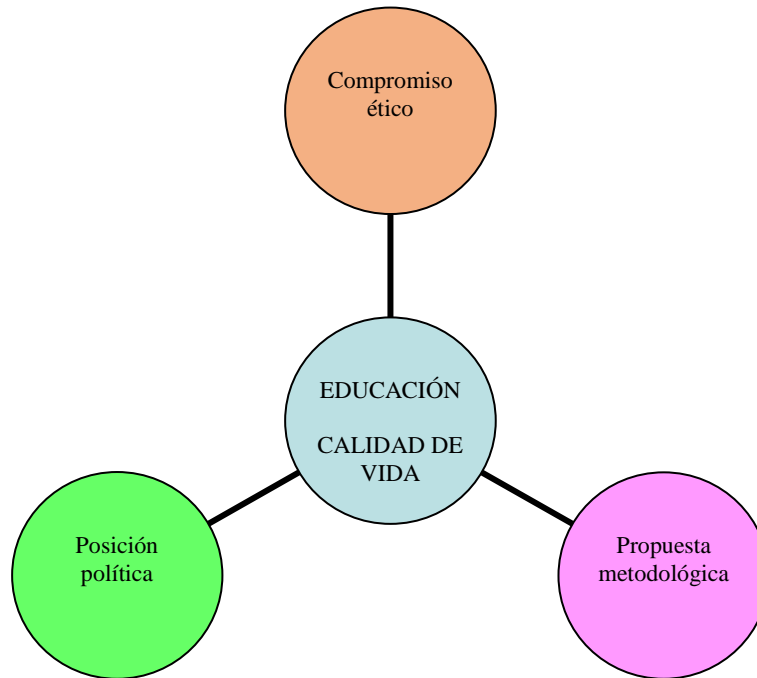 Compromiso
ético
EDUCACIÓN
CALIDAD DE
VIDA
Posición
política
Propuesta
metodológica